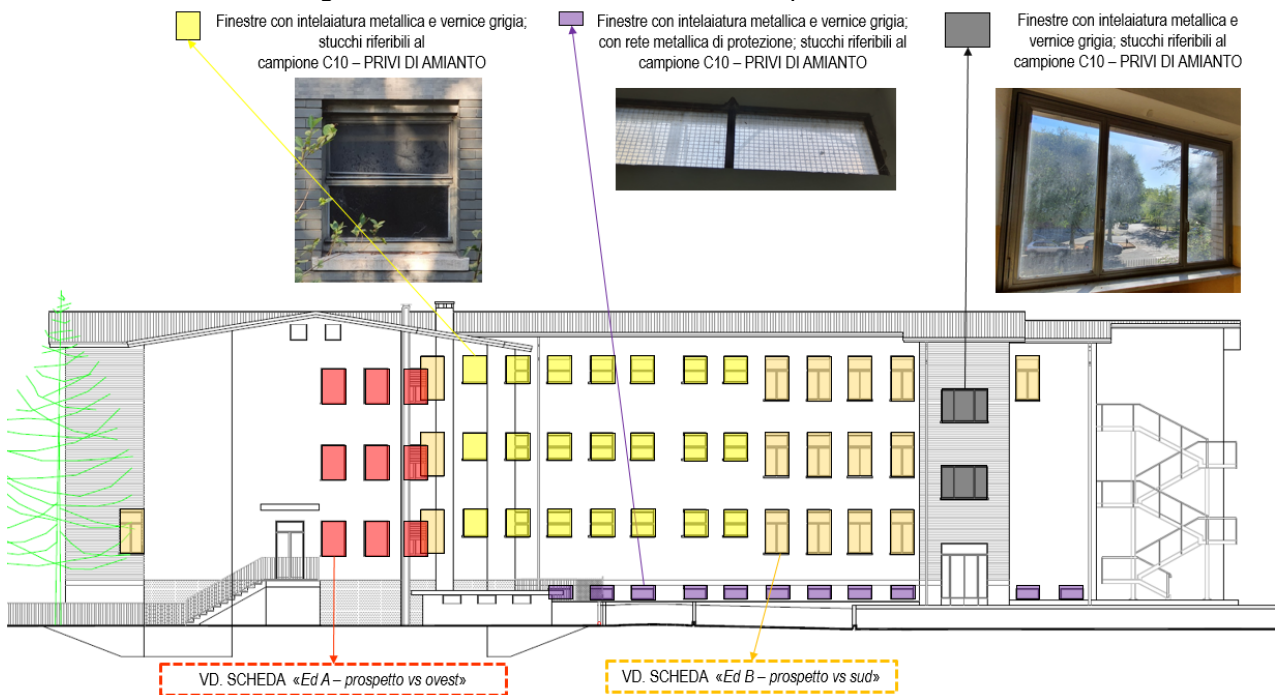 Finestre con intelaiatura metallica e vernice grigia;
stucchi riferibili al
campione C10 – PRIVI DI AMIANTO
Finestre con intelaiatura metallica e vernice grigia;
con rete metallica di protezione; stucchi riferibili al
campione C10 – PRIVI DI AMIANTO
Finestre con intelaiatura metallica e
vernice grigia; stucchi riferibili al
campione C10 – PRIVI DI AMIANTO
VD. SCHEDA «Ed A – prospetto vs ovest»
VD. SCHEDA «Ed B – prospetto vs sud»